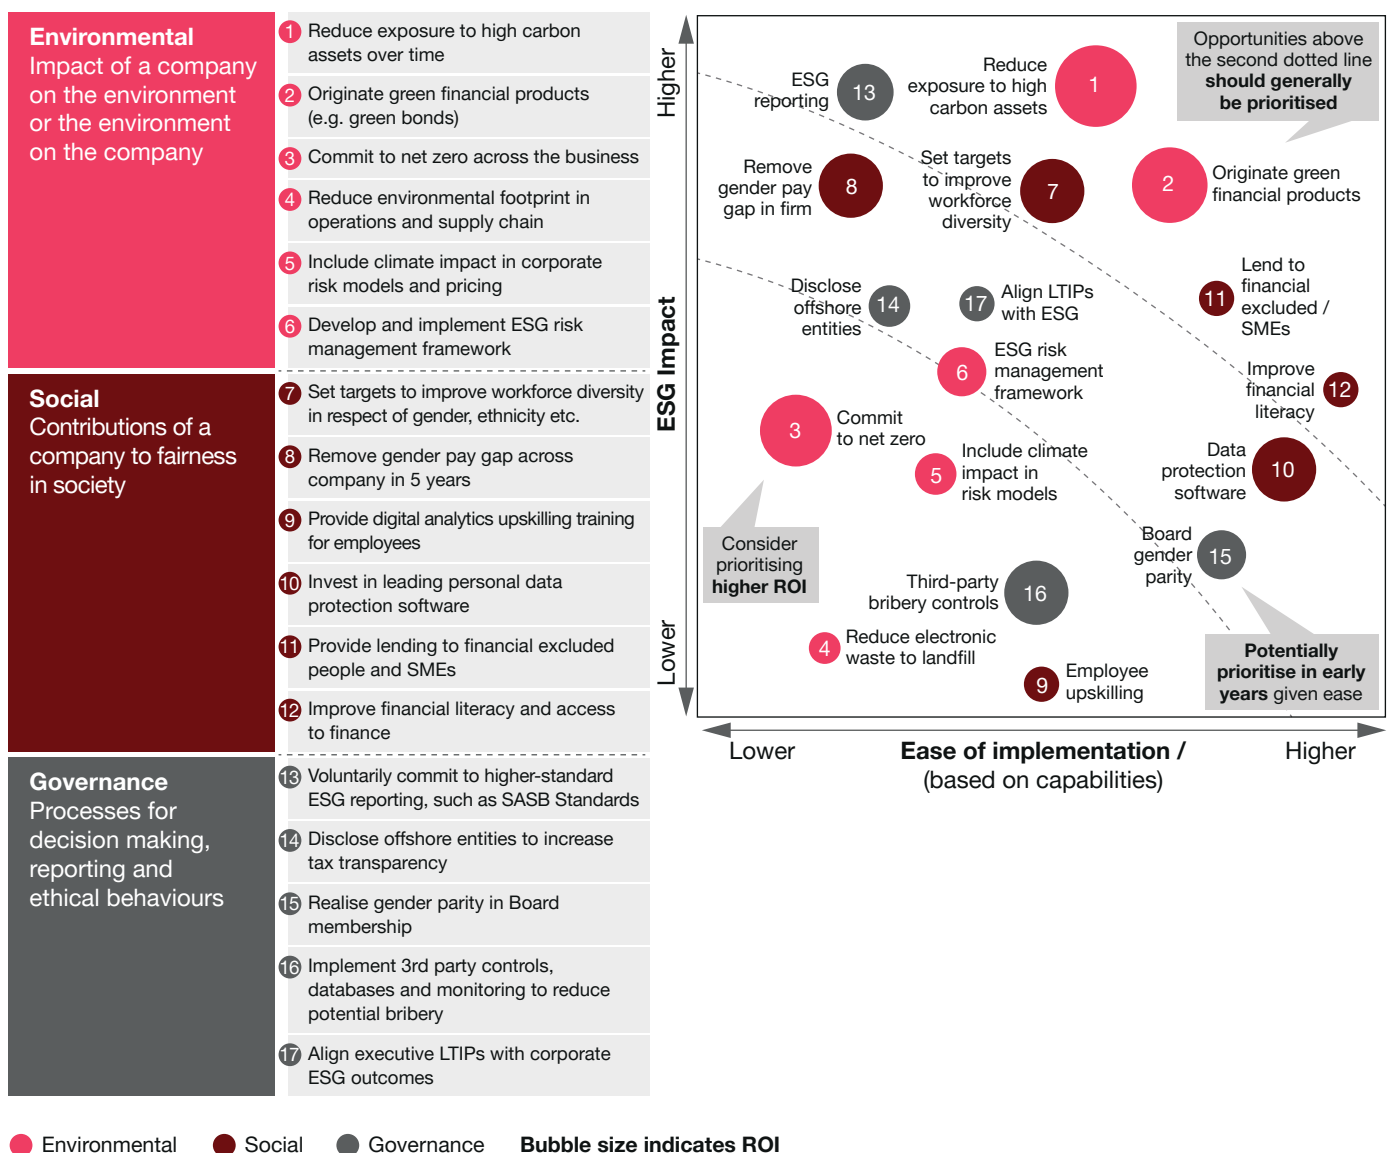 Environmental
Impact of a company
on the environment
or the environment
on the company
1 Reduce exposure to high carbon
assets over time
2 Originate green financial products
(e.g. green bonds)
3 Commit to net zero across the business
4 Reduce environmental footprint in
operations and supply chain
5 Include climate impact in corporate
risk models and pricing
6 Develop and implement ESG risk
management framework
Social
Contributions of a
company to fairness
in society
7 Set targets to improve workforce diversity
in respect of gender, ethnicity etc.
8 Remove gender pay gap across
company in 5 years
9 Provide digital analytics upskilling training
for employees
10 Invest in leading personal data
protection software
11 Provide lending to financial excluded
people and SMEs
12 Improve financial literacy and access
to finance
Governance
Processes for
decision making,
reporting and
ethical behaviours
13 Voluntarily commit to higher-standard
ESG reporting, such as SASB Standards
14 Disclose offshore entities to increase
tax transparency
15 Realise gender parity in Board
membership
16 Implement 3rd party controls,
databases and monitoring to reduce
potential bribery
17 Align executive LTIPs with corporate
ESG outcomes
Higher
ESG Impact
Lower
ESG
reporting
13
Reduce
exposure to high
carbon assets
1
Opportunities above
the second dotted line
should generally
be prioritised
Remove
gender pay
gap in firm
8
Set targets
to improve
workforce
diversity
7
2
Originate green
financial products
Disclose
offshore
entities
14
17
Align LTIPs
with ESG
11
Lend to
financial
excluded /
SMEs
6
ESG risk
management
framework
Improve
financial
literacy
12
3
Commit
to net zero
5
Include climate
impact in
risk models
Data
protection
software
10
Consider
prioritising
higher ROI
Board
gender
parity
15
Third-party
bribery controls
16
4
Reduce electronic
waste to landfill
9
Employee
upskilling
Potentially
prioritise in early
years given ease
Lower
Ease of implementation /
(based on capabilities)
Higher
Environmental
Social
Governance
Bubble size indicates ROI